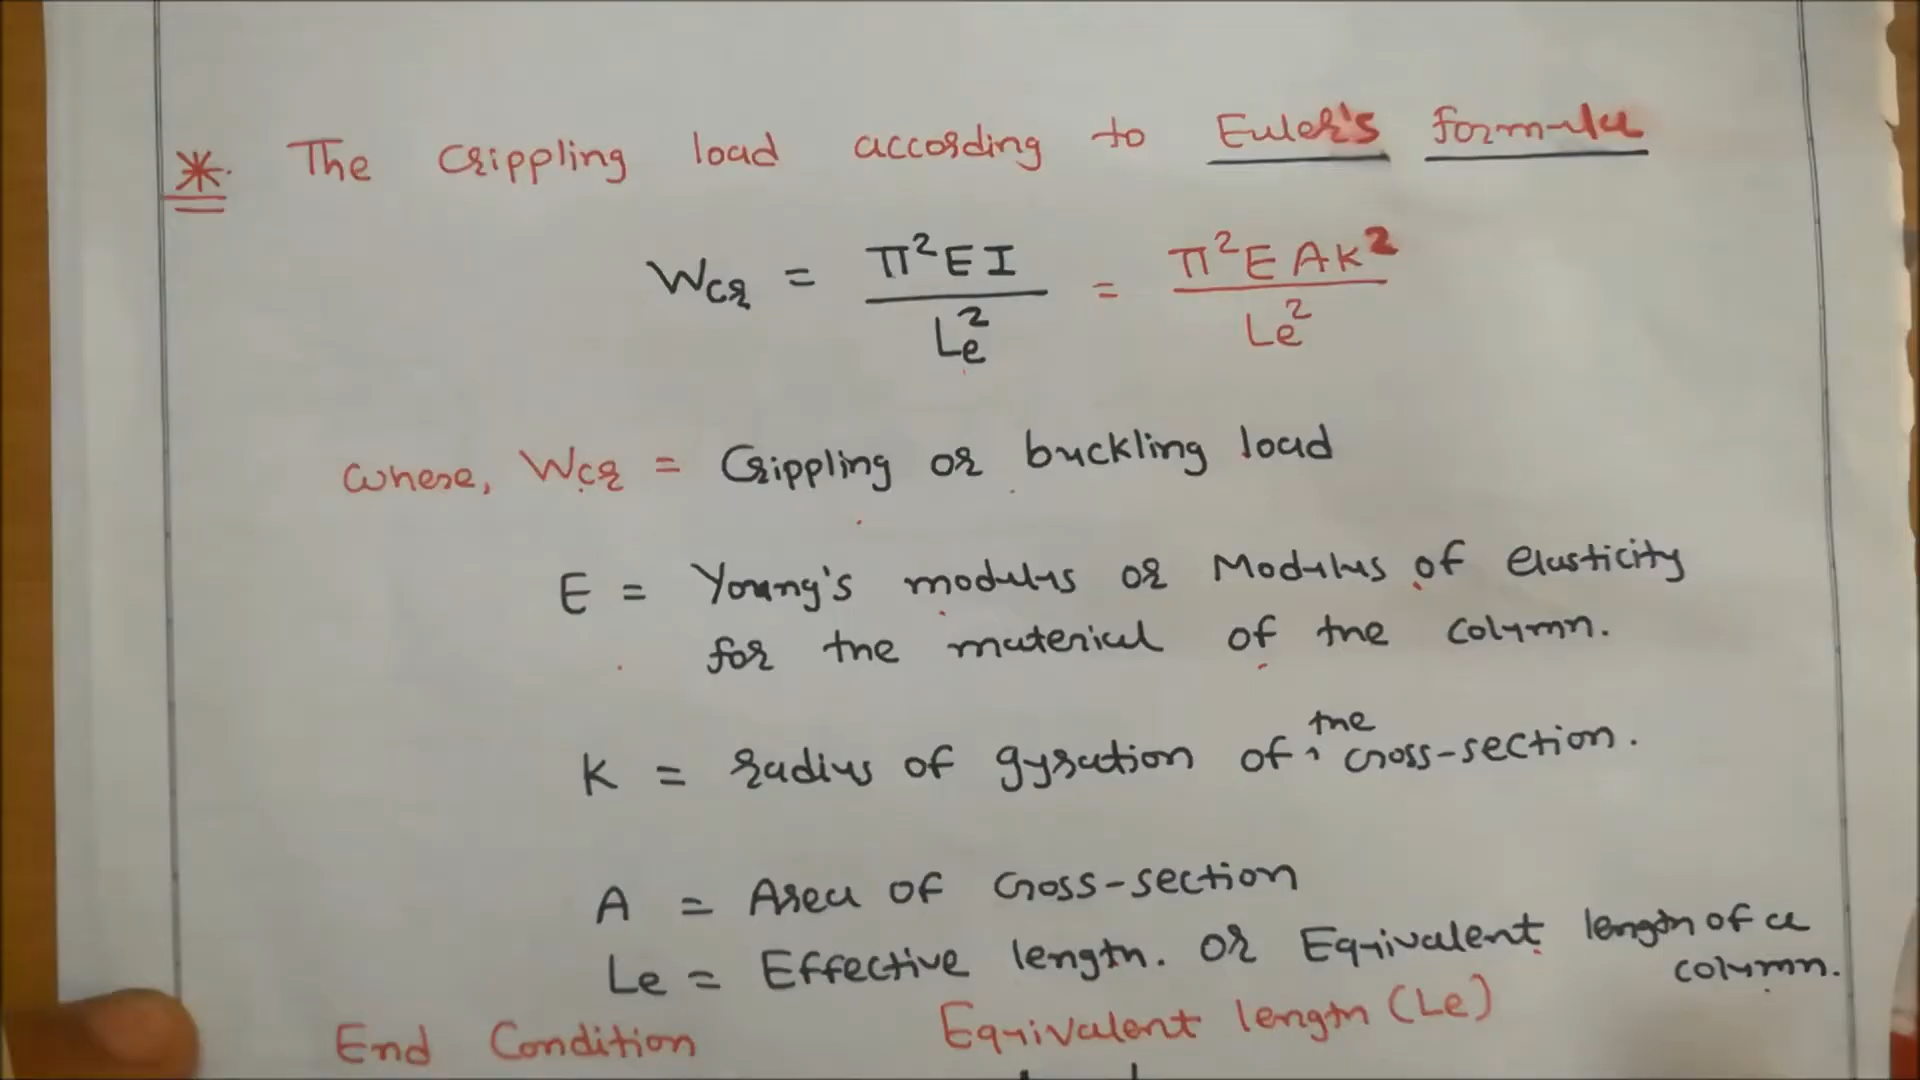 * The Crippling load according to Euler's formula
Wcr = π²EI / Le² = π²EAK² / Le²
where, Wcr = Crippling or buckling load
E = Young's modulus or Modulus of elasticity
for the material of the column.
K = radius of gyration of the cross-section.
A = Area of cross-section
Le = Effective length. or Equivalent length of a
column.
End Condition Equivalent length (Le)